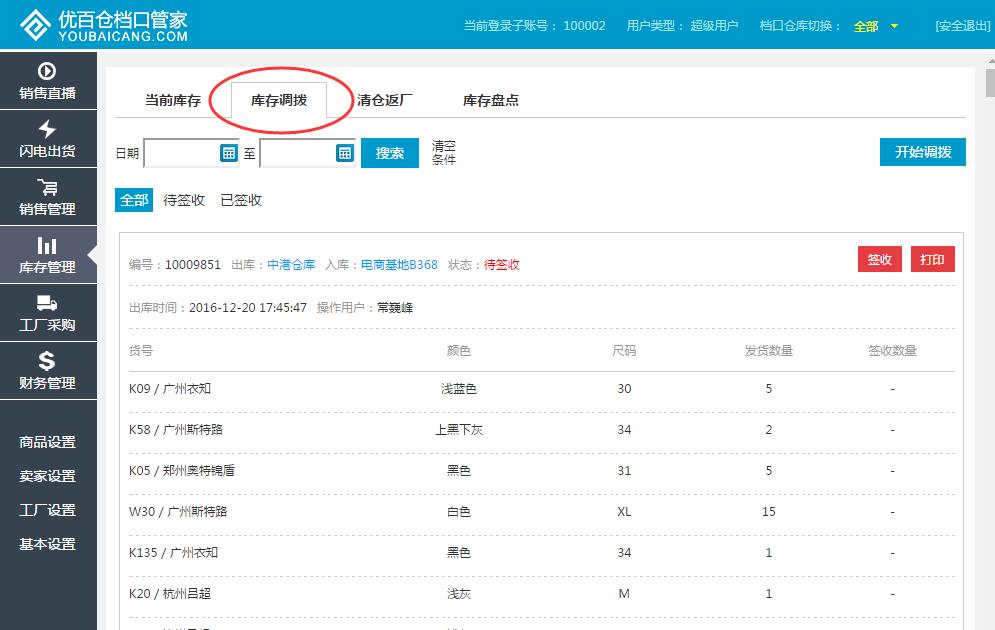 优百仓档口管家
YOUBAICANG.COM
当前登录子账号： 100002 用户类型： 超级用户 档口仓库切换： 全部 [安全退出]
销售直播
闪电出货
销售管理
库存管理
工厂采购
财务管理
商品设置
卖家设置
工厂设置
基本设置
当前库存 库存调拨 清仓返厂 库存盘点
日期 至 搜索 清空条件 开始调拨
全部 待签收 已签收
编号：10009851 出库：中港仓库 入库：电商基地B368 状态：待签收 签收 打印
出库时间：2016-12-20 17:45:47 操作用户：常巍峰
货号 颜色 尺码 发货数量 签收数量
K09 / 广州衣知 浅蓝色 30 5 -
K58 / 广州斯特路 上黑下灰 34 2 -
K05 / 郑州奥特锦盾 黑色 31 5 -
W30 / 广州斯特路 白色 XL 15 -
K135 / 广州衣知 黑色 34 1 -
K20 / 杭州吕超 浅灰 M 1 -